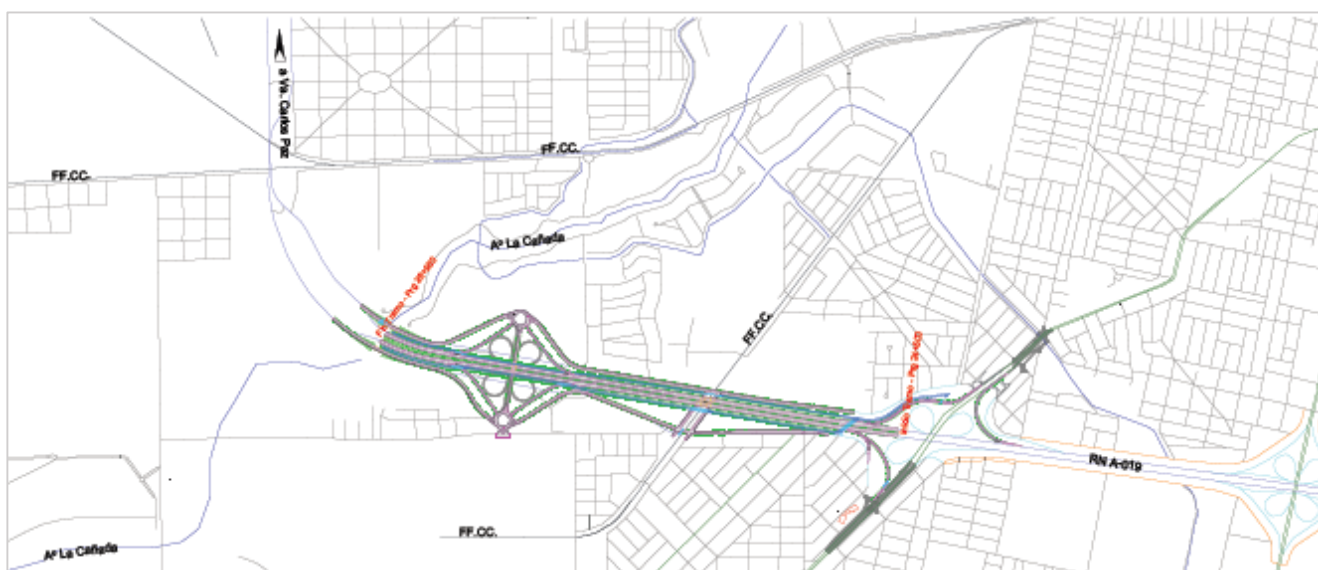 a Va. Carlos Paz
FF.CC.
FF.CC.
Aº La Cañada
FF.CC.
RN A-019
FF.CC.
Aº La Cañada